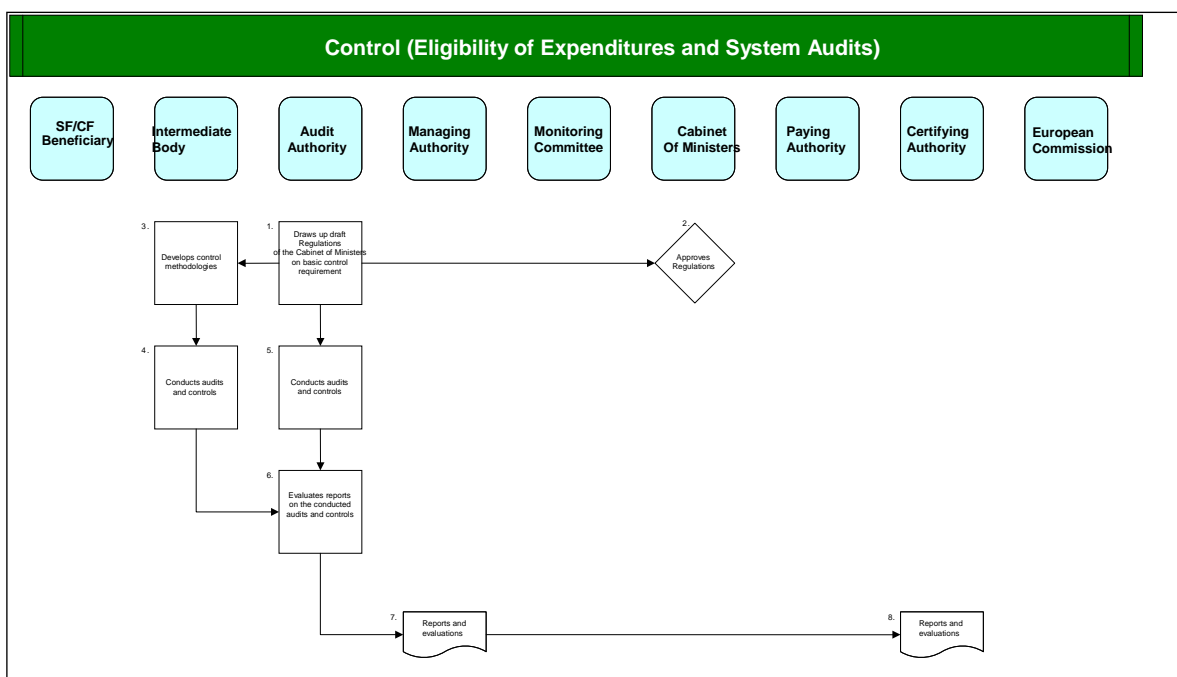 Control (Eligibility of Expenditures and System Audits)
SF/CF
Beneficiary
Intermediate
Body
Audit
Authority
Managing
Authority
Monitoring
Committee
Cabinet
Of Ministers
Paying
Authority
Certifying
Authority
European
Commission
3.
Develops control
methodologies
1.
Draws up draft
Regulations
of the Cabinet of Ministers
on basic control
requirement
2.
Approves
Regulations
4.
Conducts audits
and controls
5.
Conducts audits
and controls
6.
Evaluates reports
on the conducted
audits and controls
7.
Reports and
evaluations
8.
Reports and
evaluations